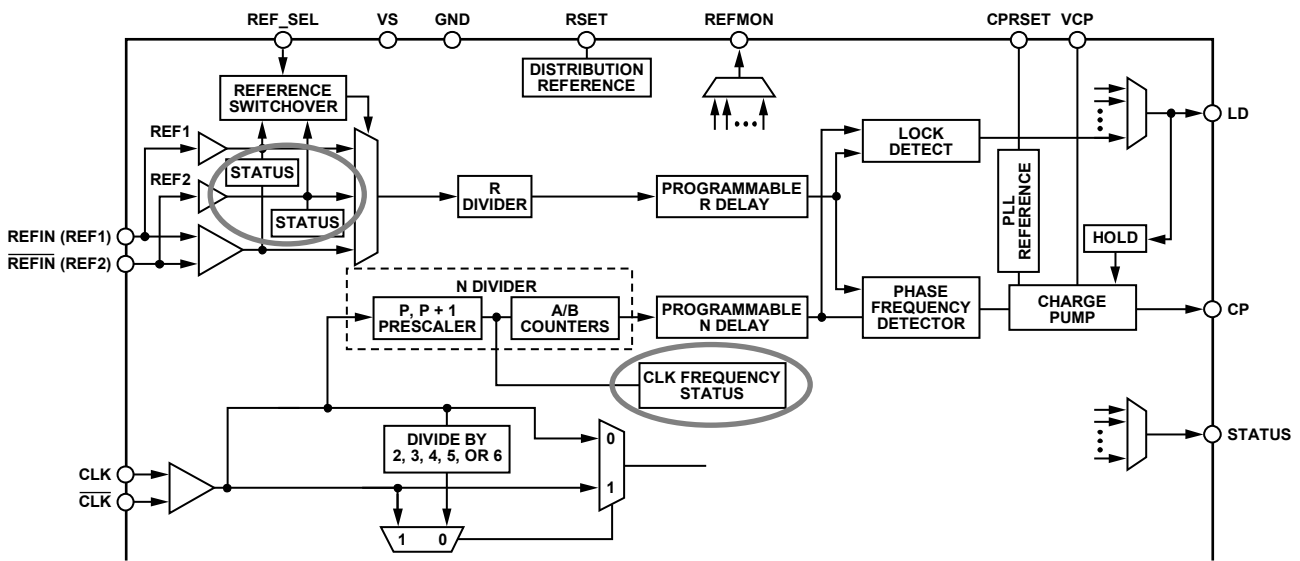 REF_SEL VS GND RSET REFMON CPRSET VCP
REFERENCE
SWITCHOVER
DISTRIBUTION
REFERENCE
REF1
STATUS
REF2
STATUS
REFIN (REF1)
REFIN (REF2)
R
DIVIDER
PROGRAMMABLE
R DELAY
LOCK
DETECT
PLL
REFERENCE
LD
HOLD
N DIVIDER
P, P + 1
PRESCALER
A/B
COUNTERS
PROGRAMMABLE
N DELAY
PHASE
FREQUENCY
DETECTOR
CHARGE
PUMP
CP
CLK FREQUENCY
STATUS
DIVIDE BY
2, 3, 4, 5, OR 6
0
1
STATUS
CLK
CLK
1 0